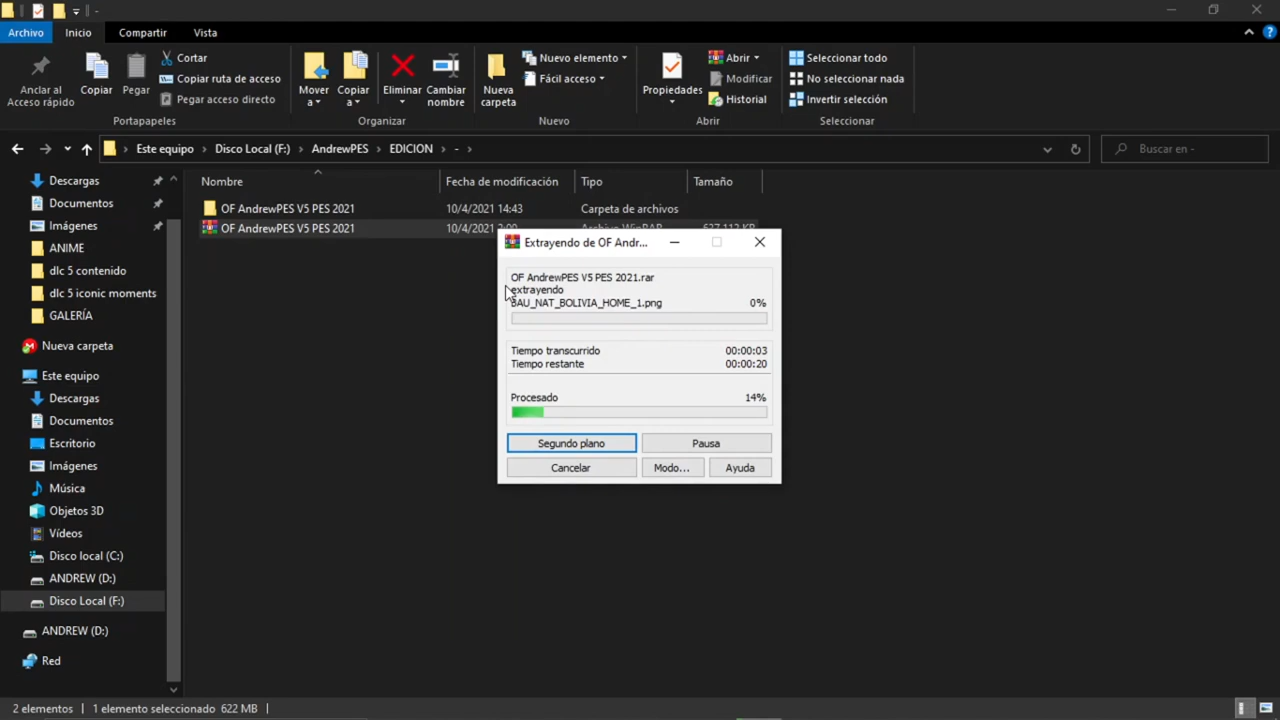 Archivo Inicio Compartir Vista
Anclar al
Acceso rápido
Copiar
Pegar
Cortar
Copiar ruta de acceso
Pegar acceso directo
Portapapeles
Mover
a
Copiar
a
Eliminar
Cambiar
nombre
Organizar
Nueva
carpeta
Nuevo elemento
Fácil acceso
Nuevo
Propiedades
Abrir
Modificar
Historial
Abrir
Seleccionar todo
No seleccionar nada
Invertir selección
Seleccionar
Este equipo > Disco Local (F:) > AndrewPES > EDICION > - >
Buscar en -
Nombre Fecha de modificación Tipo Tamaño
OF AndrewPES V5 PES 2021 10/4/2021 14:43 Carpeta de archivos
OF AndrewPES V5 PES 2021 10/4/2021
Descargas
Documentos
Imágenes
ANIME
dlc 5 contenido
dlc 5 iconic moments
GALERÍA
Nueva carpeta
Este equipo
Descargas
Documentos
Escritorio
Imágenes
Música
Objetos 3D
Vídeos
Disco local (C:)
ANDREW (D:)
Disco Local (F:)
ANDREW (D:)
Red
Extrayendo de OF Andr...
OF AndrewPES V5 PES 2021.rar
extrayendo
BAU_NAT_BOLIVIA_HOME_1.png 0%
Tiempo transcurrido 00:00:03
Tiempo restante 00:00:20
Procesado 14%
Segundo plano Pausa
Cancelar Modo... Ayuda
2 elementos | 1 elemento seleccionado 622 MB |